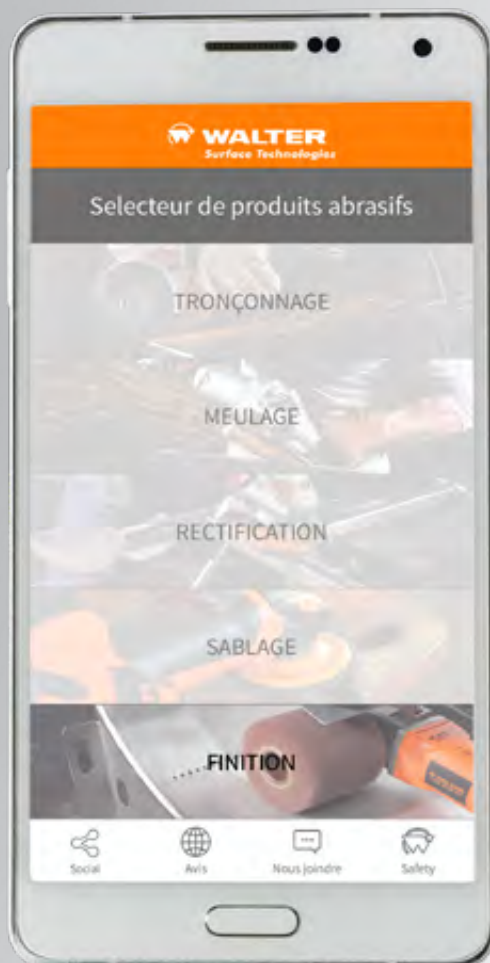 WALTER
Surface Technologies
Selecteur de produits abrasifs
TRONÇONNAGE
MEULAGE
RECTIFICATION
SABLAGE
FINITION
Social
Avis
Nous joindre
Safety